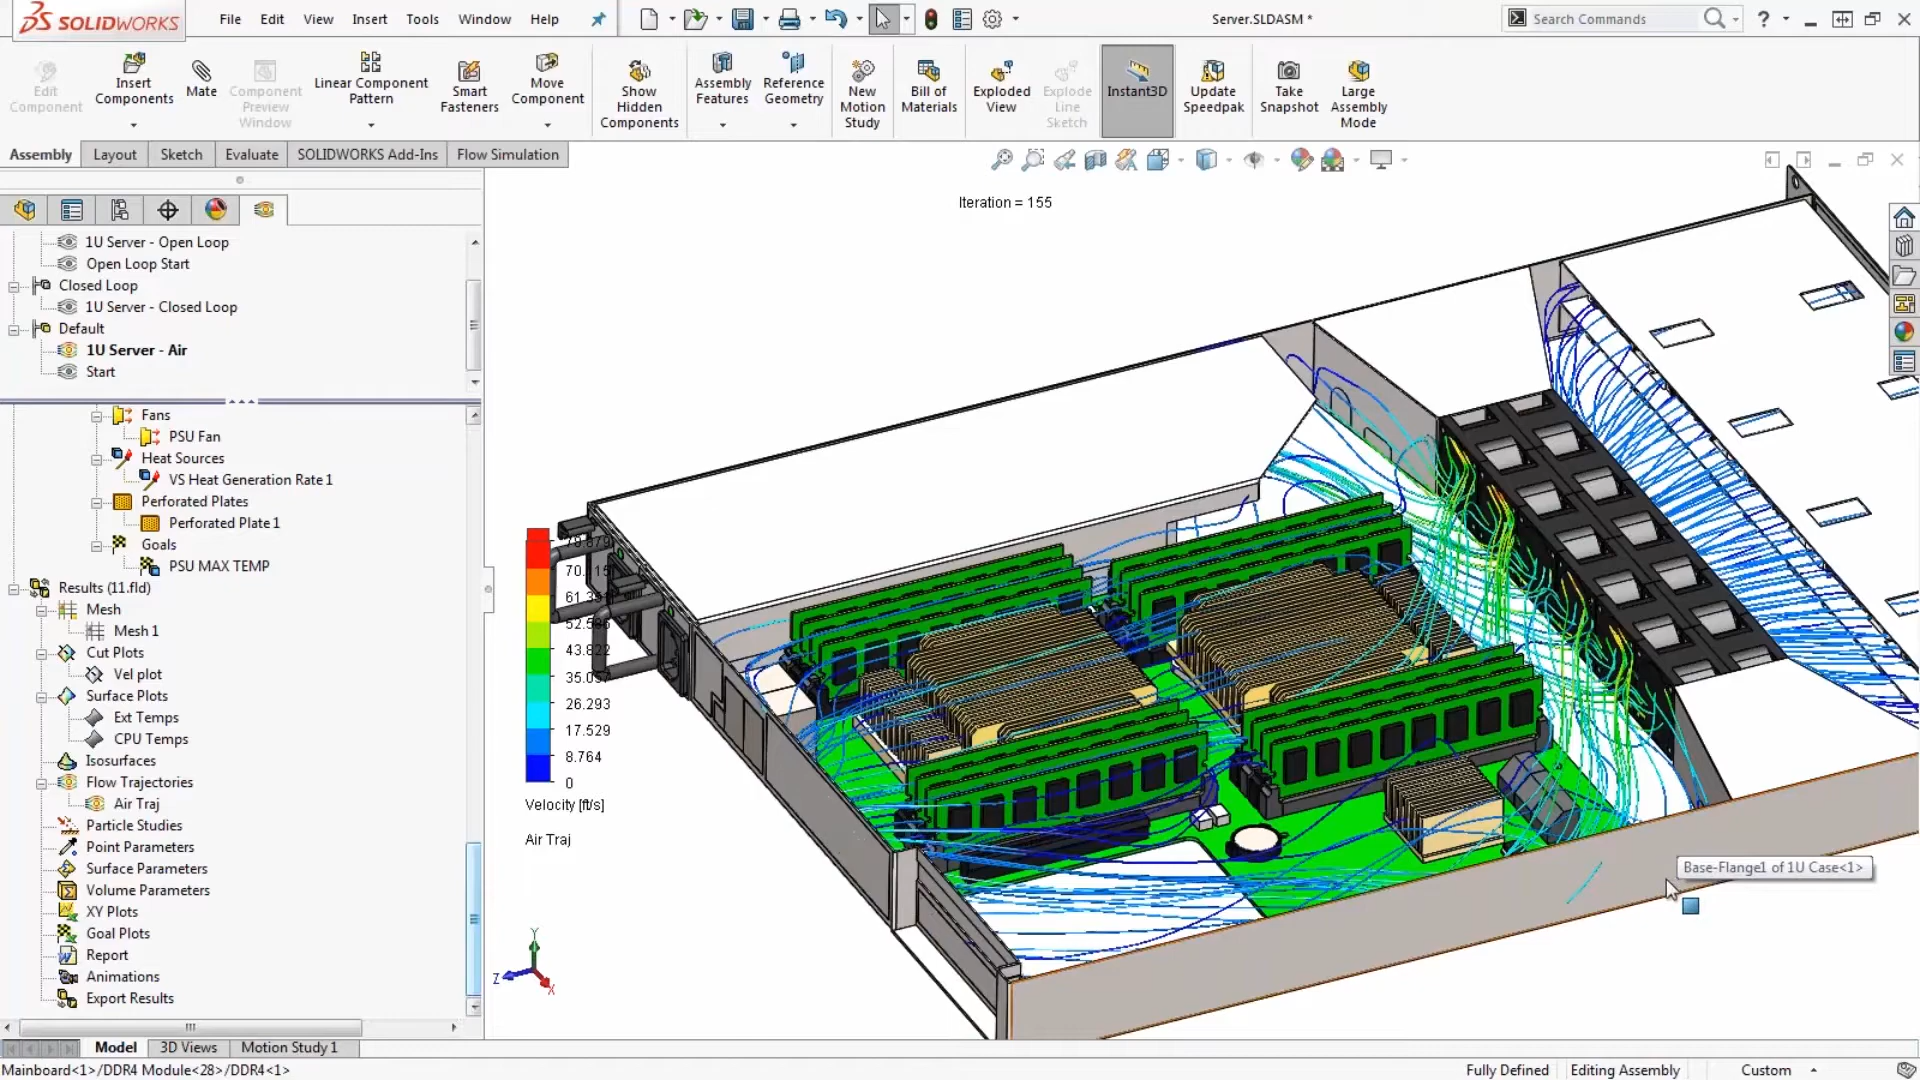 SOLIDWORKS
File Edit View Insert Tools Window Help
Server.SLDASM *
Search Commands
?
Edit Component
Insert Components
Mate
Component Preview Window
Linear Component Pattern
Smart Fasteners
Move Component
Show Hidden Components
Assembly Features
Reference Geometry
New Motion Study
Bill of Materials
Exploded View
Explode Line Sketch
Instant3D
Update Speedpak
Take Snapshot
Large Assembly Mode
Assembly Layout Sketch Evaluate SOLIDWORKS Add-Ins Flow Simulation
Iteration = 155
1U Server - Open Loop
Open Loop Start
Closed Loop
1U Server - Closed Loop
Default
1U Server - Air
Start
Fans
PSU Fan
Heat Sources
VS Heat Generation Rate 1
Perforated Plates
Perforated Plate 1
Goals
PSU MAX TEMP
Results (11.fld)
Mesh
Mesh 1
Cut Plots
Vel plot
Surface Plots
Ext Temps
CPU Temps
Isosurfaces
Flow Trajectories
Air Traj
Particle Studies
Point Parameters
Surface Parameters
Volume Parameters
XY Plots
Goal Plots
Report
Animations
Export Results
78.879
70.115
61.351
52.586
43.822
35.057
26.293
17.529
8.764
0
Velocity [ft/s]
Air Traj
Y
Z
X
Base-Flange1 of 1U Case<1>
Model 3D Views Motion Study 1
Mainboard<1>/DDR4 Module<28>/DDR4<1>
Fully Defined Editing Assembly Custom